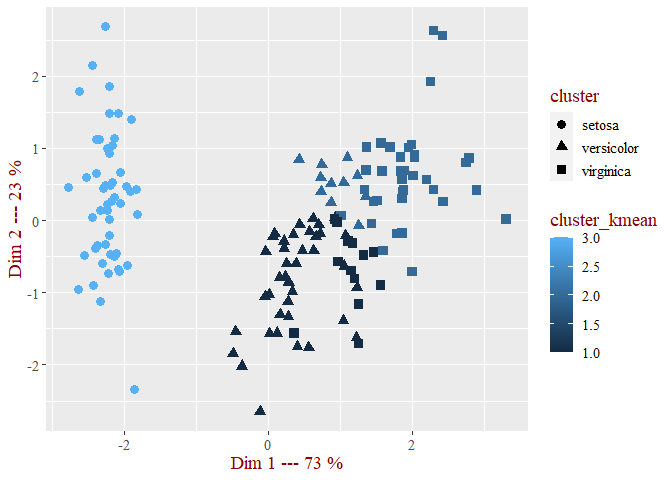 2
1
0
-1
-2
Dim 2 --- 23 %
-2
0
2
Dim 1 --- 73 %
cluster
setosa
versicolor
virginica
cluster_kmean
3.0
2.5
2.0
1.5
1.0